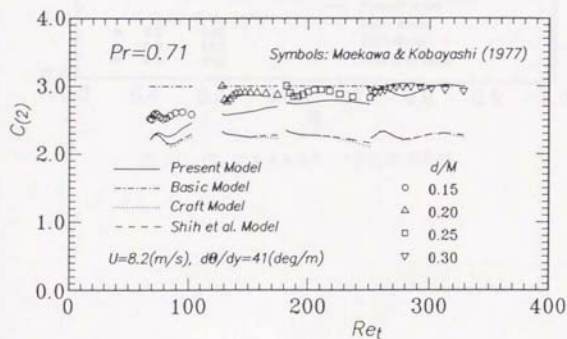 4.0
Pr=0.71
Symbols: Maekawa & Kobayashi (1977)
3.0
C(2)
2.0
Present Model
d/M
Basic Model
0.15
Craft Model
0.20
1.0
Shih et al. Model
0.25
U=8.2(m/s), dθ/dy=41(deg/m)
0.30
0.0
0
100
200
300
400
Re_t